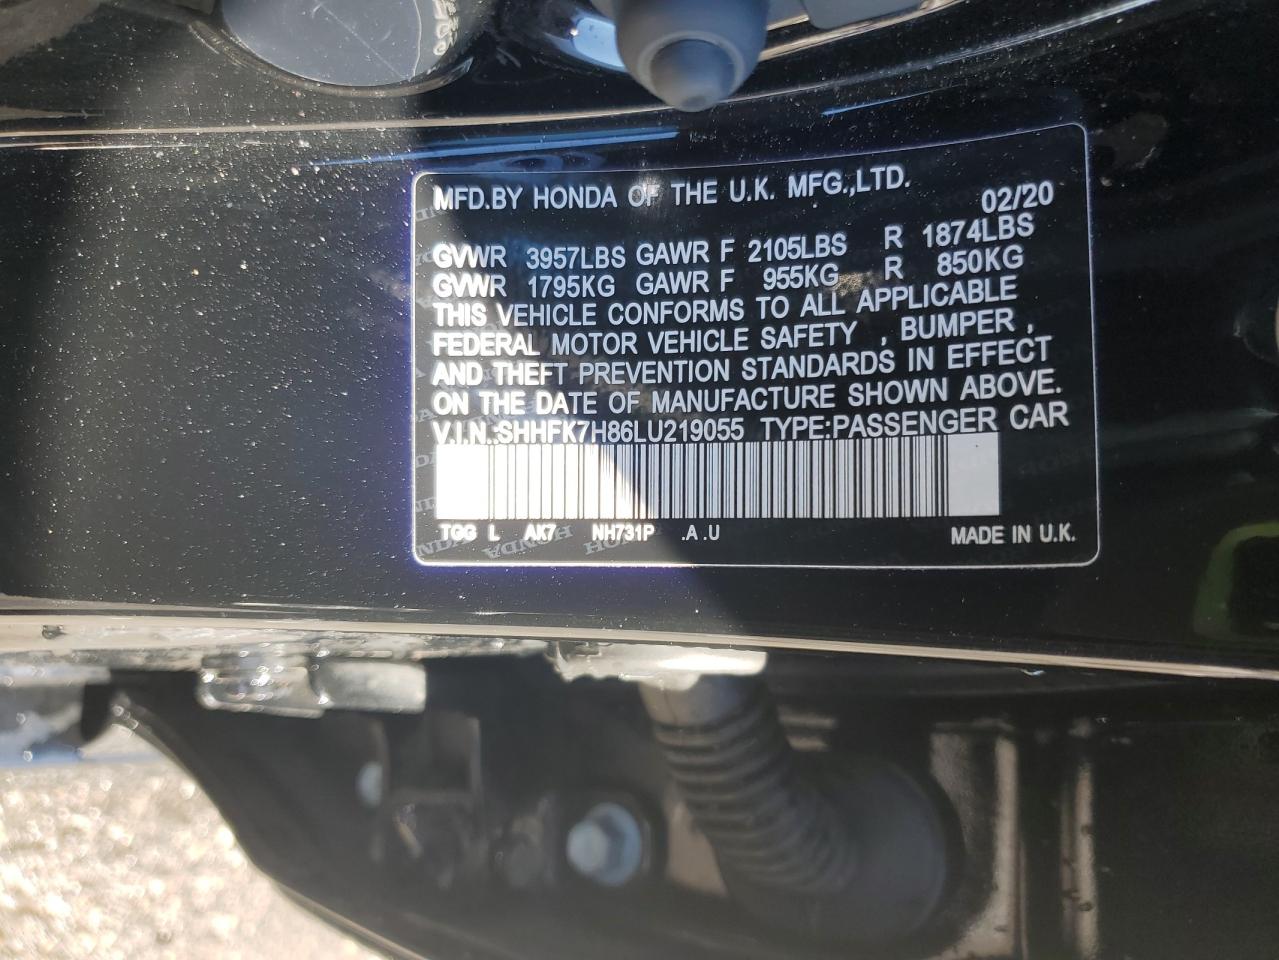 MFD.BY HONDA OF THE U.K. MFG.,LTD.
02/20
GVWR 3957LBS GAWR F 2105LBS R 1874LBS
GVWR 1795KG GAWR F 955KG R 850KG
THIS VEHICLE CONFORMS TO ALL APPLICABLE
FEDERAL MOTOR VEHICLE SAFETY , BUMPER ,
AND THEFT PREVENTION STANDARDS IN EFFECT
ON THE DATE OF MANUFACTURE SHOWN ABOVE.
V.I.N.:SHHFK7H86LU219055 TYPE:PASSENGER CAR
TGG L AK7 NH731P .A .U MADE IN U.K.